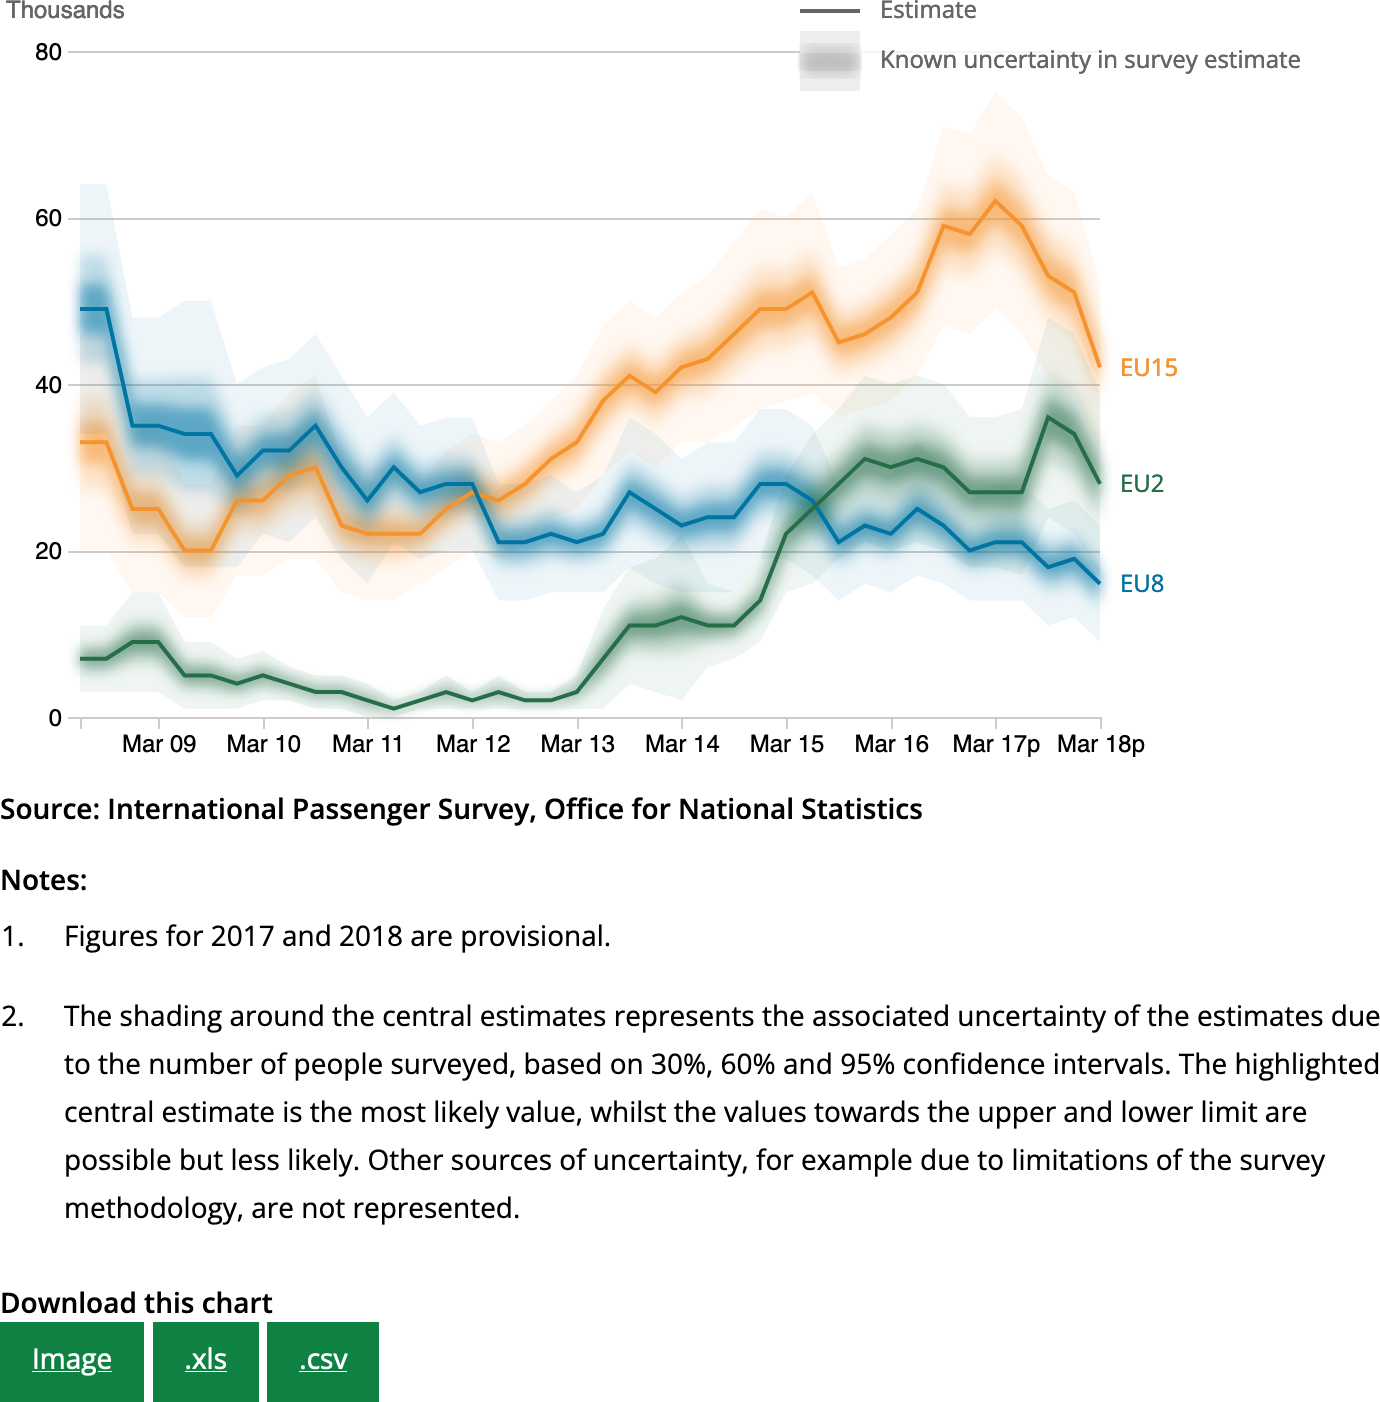 Thousands
Estimate
Known uncertainty in survey estimate
80
60
40
20
0
EU15
EU2
EU8
Mar 09 Mar 10 Mar 11 Mar 12 Mar 13 Mar 14 Mar 15 Mar 16 Mar 17p Mar 18p
Source: International Passenger Survey, Office for National Statistics
Notes:
1. Figures for 2017 and 2018 are provisional.
2. The shading around the central estimates represents the associated uncertainty of the estimates due
to the number of people surveyed, based on 30%, 60% and 95% confidence intervals. The highlighted
central estimate is the most likely value, whilst the values towards the upper and lower limit are
possible but less likely. Other sources of uncertainty, for example due to limitations of the survey
methodology, are not represented.
Download this chart
Image .xls .csv